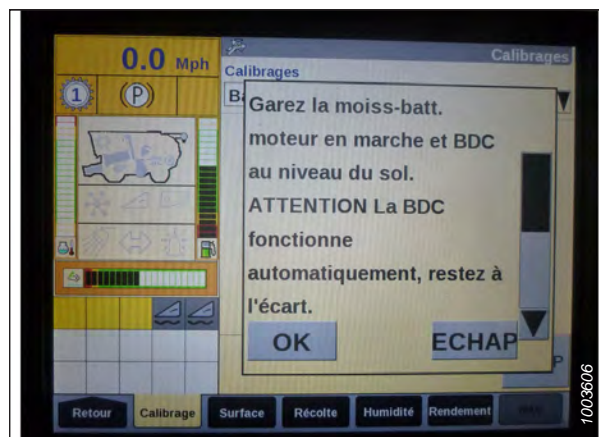 0.0 Mph
Calibrages
Calibrages
1
P
Garez la moiss-batt.
moteur en marche et BDC
au niveau du sol.
ATTENTION La BDC
fonctionne
automatiquement, restez à
l'écart.
OK
ECHAP
Retour
Calibrage
Surface
Récolte
Humidité
Rendement
1003606